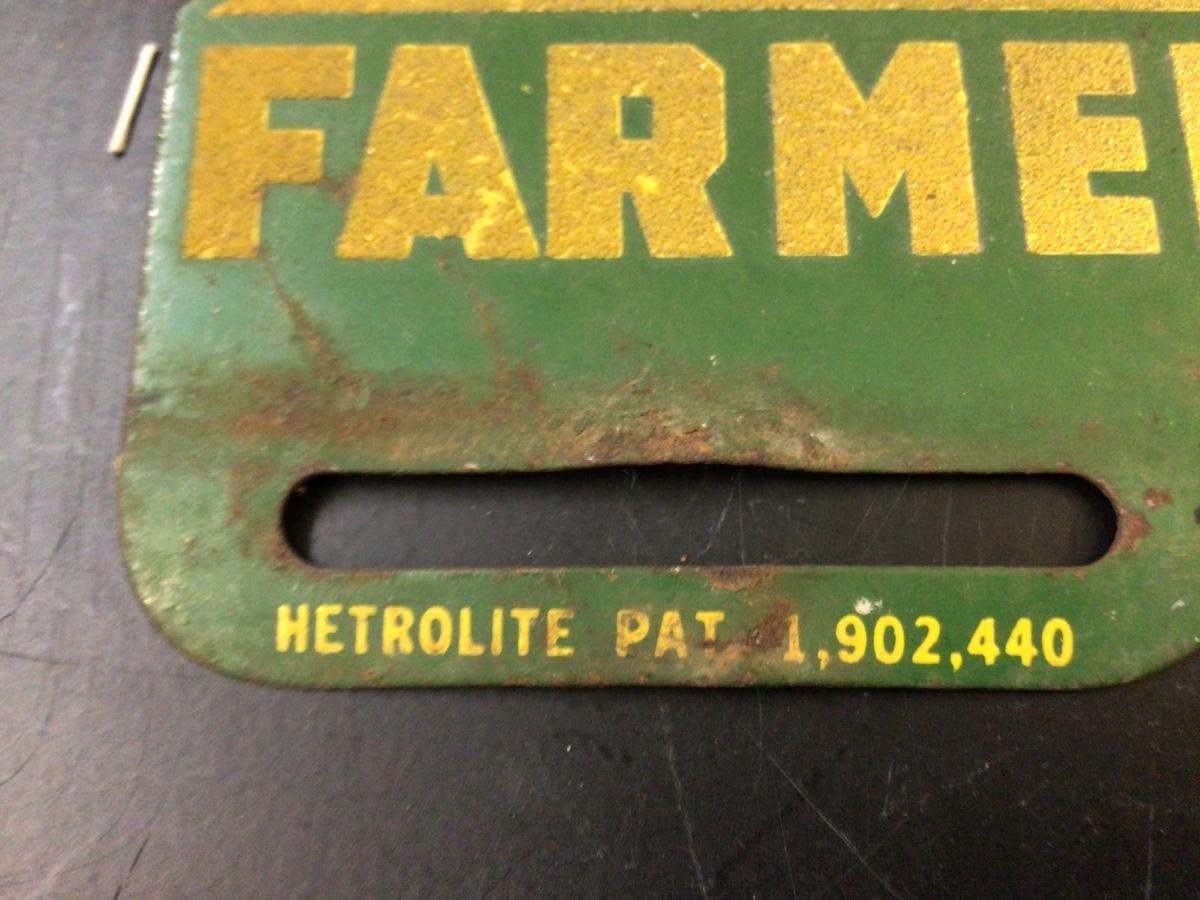 FARME
HETROLITE PAT. 1,902,440